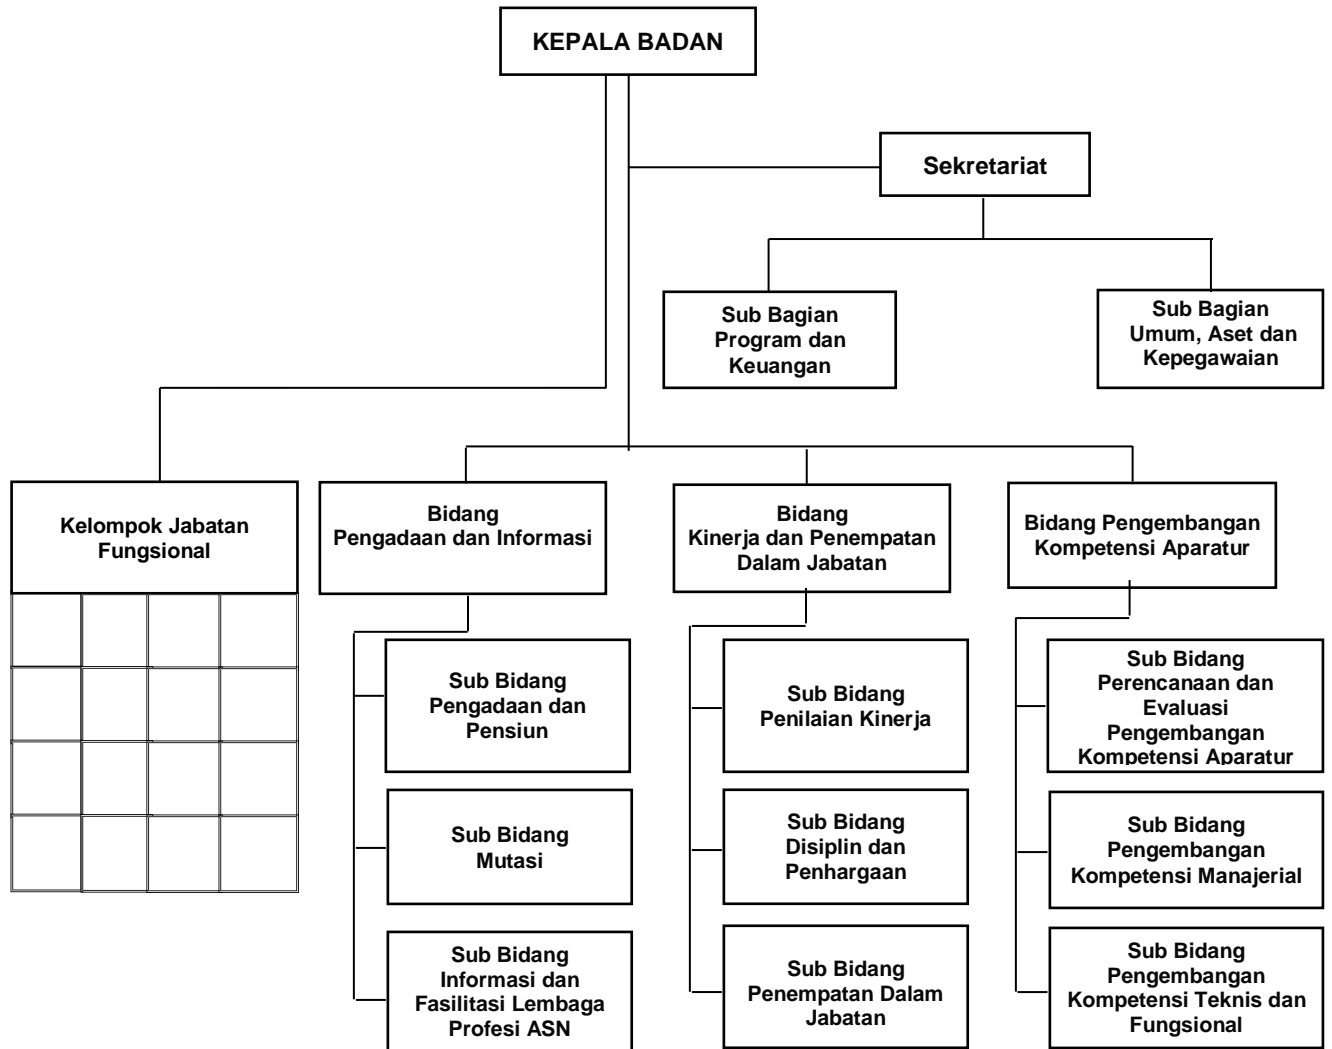 KEPALA BADAN
Sekretariat
Sub Bagian
Program dan
Keuangan
Sub Bagian
Umum, Aset dan
Kepegawaian
Kelompok Jabatan
Fungsional
Bidang
Pengadaan dan Informasi
Bidang
Kinerja dan Penempatan
Dalam Jabatan
Bidang Pengembangan
Kompetensi Aparatur
Sub Bidang
Pengadaan dan
Pensiun
Sub Bidang
Penilaian Kinerja
Sub Bidang
Perencanaan dan
Evaluasi
Pengembangan
Kompetensi Aparatur
Sub Bidang
Mutasi
Sub Bidang
Disiplin dan
Penhargaan
Sub Bidang
Pengembangan
Kompetensi Manajerial
Sub Bidang
Informasi dan
Fasilitasi Lembaga
Profesi ASN
Sub Bidang
Penempatan Dalam
Jabatan
Sub Bidang
Pengembangan
Kompetensi Teknis dan
Fungsional